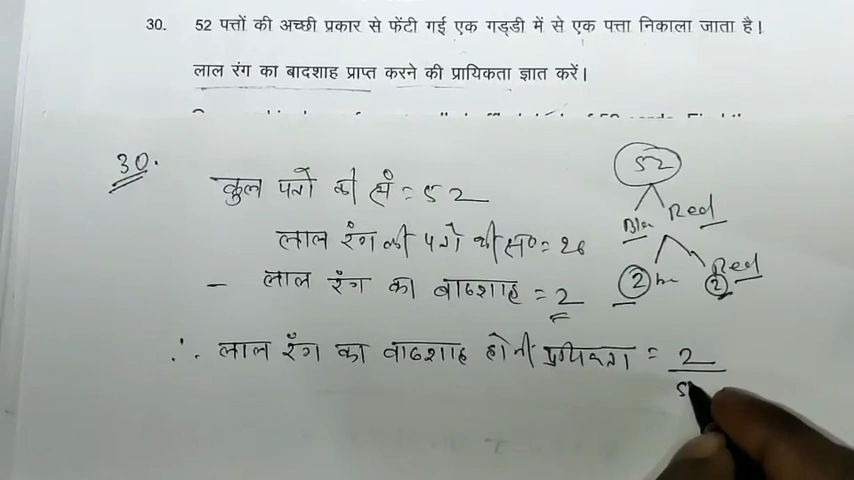 30. 52 पत्तों की अच्छी प्रकार से फेंटी गई एक गड्डी में से एक पत्ता निकाला जाता है।
लाल रंग का बादशाह प्राप्त करने की प्रायिकता ज्ञात करें।
30.
कुल पत्तो की सं = 52
52
लाल रंग की पत्तो की सं० = 26
Red
- लाल रंग का बादशाह = 2
2 Red
2
∴ लाल रंग का बादशाह होनी प्रायिकता = 2
5